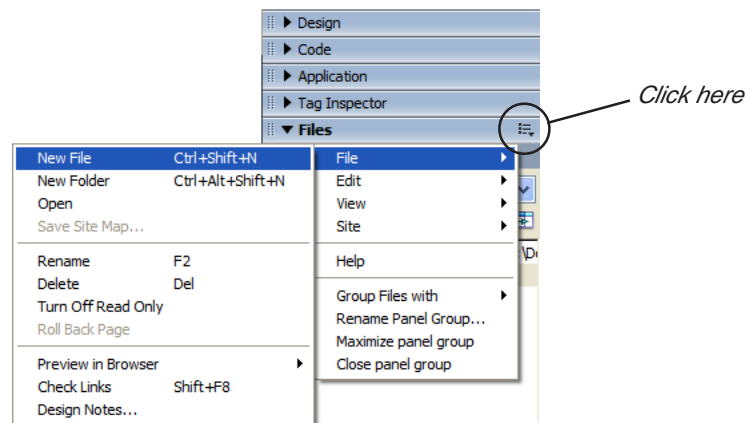 Design
Code
Application
Tag Inspector
Files
Click here
New File Ctrl+Shift+N
New Folder Ctrl+Alt+Shift+N
Open
Save Site Map...
Rename F2
Delete Del
Turn Off Read Only
Roll Back Page
Preview in Browser
Check Links Shift+F8
Design Notes...
File
Edit
View
Site
Help
Group Files with
Rename Panel Group...
Maximize panel group
Close panel group